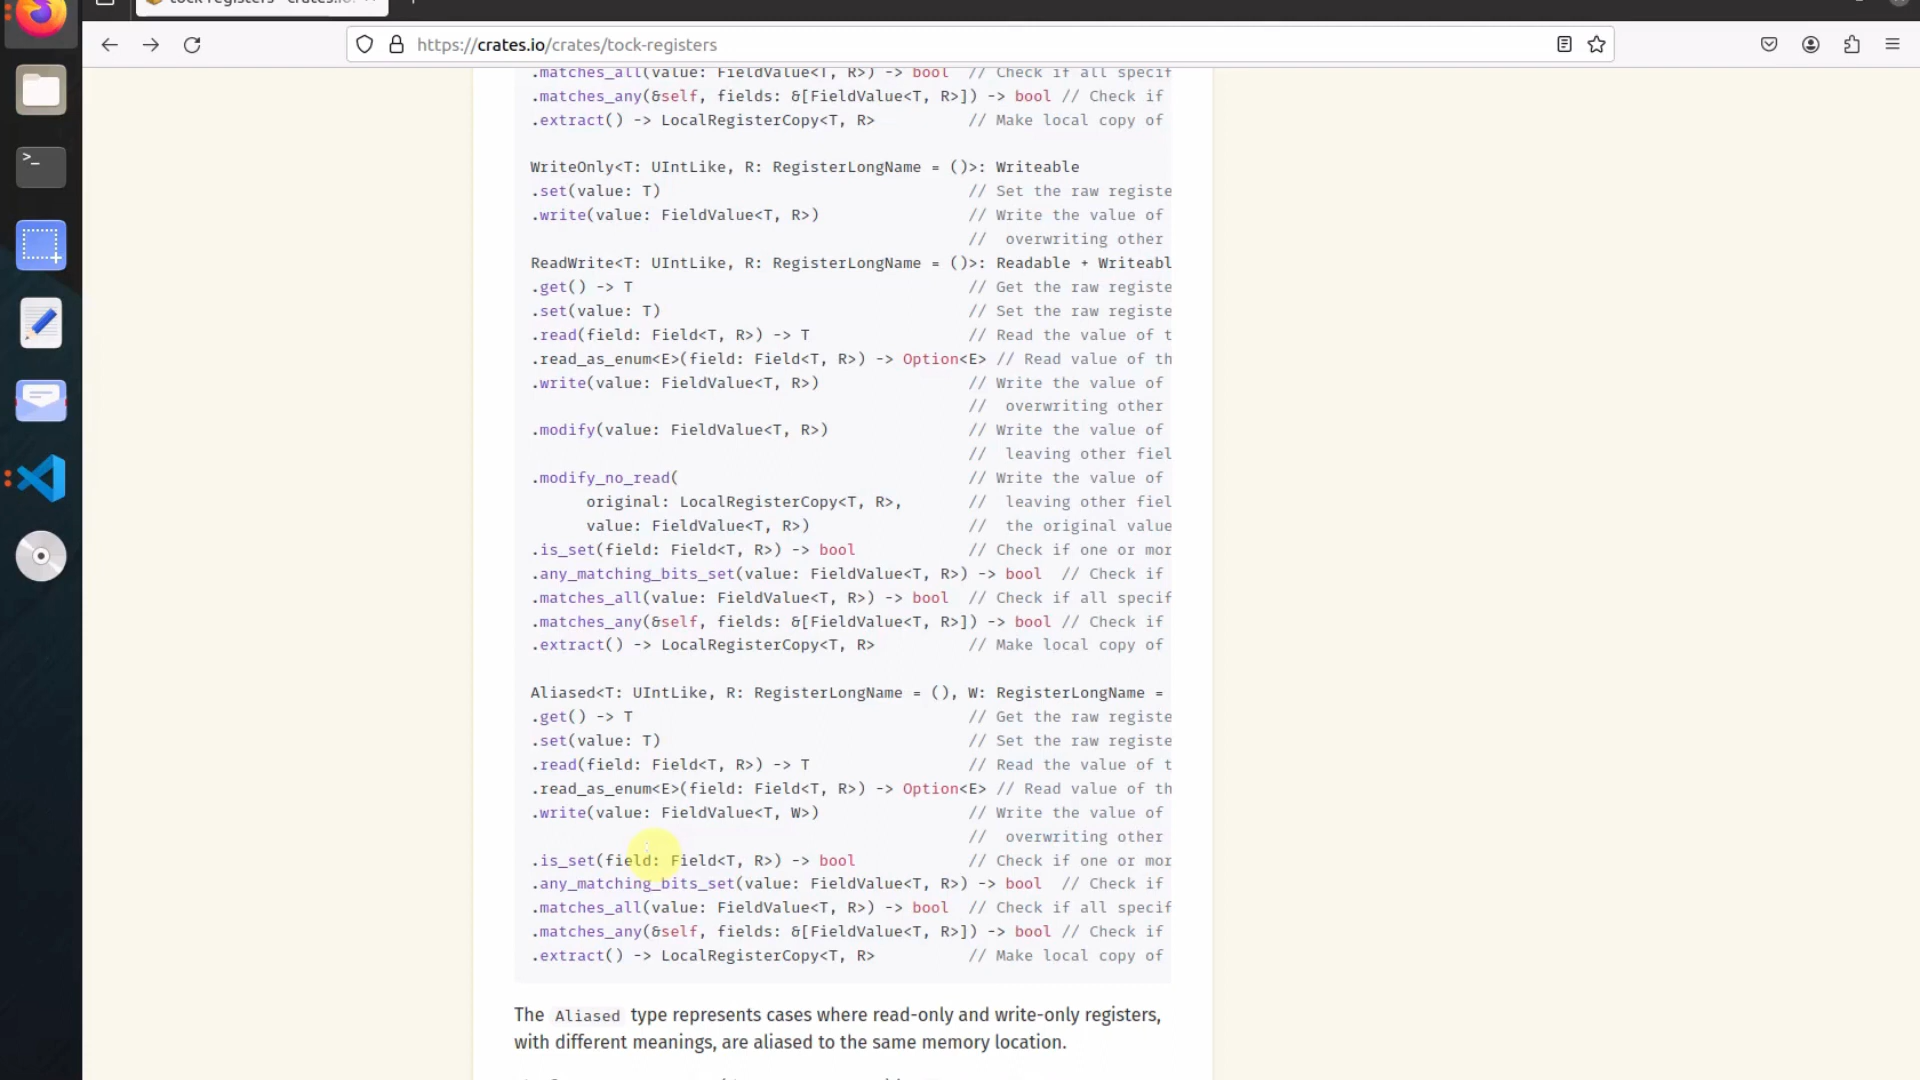 tock-registers - crates.io:
https://crates.io/crates/tock-registers
.matches_all(value: FieldValue<T, R>) -> bool  // Check if all specif
.matches_any(&self, fields: &[FieldValue<T, R>]) -> bool // Check if
.extract() -> LocalRegisterCopy<T, R>          // Make local copy of
WriteOnly<T: UIntLike, R: RegisterLongName = ()>: Writeable
.set(value: T)                                 // Set the raw registe
.write(value: FieldValue<T, R>)                // Write the value of
//  overwriting other
ReadWrite<T: UIntLike, R: RegisterLongName = ()>: Readable + Writeabl
.get() -> T                                    // Get the raw registe
.set(value: T)                                 // Set the raw registe
.read(field: Field<T, R>) -> T                 // Read the value of t
.read_as_enum<E>(field: Field<T, R>) -> Option<E> // Read value of th
.write(value: FieldValue<T, R>)                // Write the value of
//  overwriting other
.modify(value: FieldValue<T, R>)               // Write the value of
//  leaving other fiel
.modify_no_read(                               // Write the value of
original: LocalRegisterCopy<T, R>,       //  leaving other fiel
value: FieldValue<T, R>)                 //  the original value
.is_set(field: Field<T, R>) -> bool            // Check if one or mor
.any_matching_bits_set(value: FieldValue<T, R>) -> bool  // Check if
.matches_all(value: FieldValue<T, R>) -> bool  // Check if all specif
.matches_any(&self, fields: &[FieldValue<T, R>]) -> bool // Check if
.extract() -> LocalRegisterCopy<T, R>          // Make local copy of
Aliased<T: UIntLike, R: RegisterLongName = (), W: RegisterLongName =
.get() -> T                                    // Get the raw registe
.set(value: T)                                 // Set the raw registe
.read(field: Field<T, R>) -> T                 // Read the value of t
.read_as_enum<E>(field: Field<T, R>) -> Option<E> // Read value of th
.write(value: FieldValue<T, W>)                // Write the value of
//  overwriting other
.is_set(field: Field<T, R>) -> bool            // Check if one or mor
.any_matching_bits_set(value: FieldValue<T, R>) -> bool  // Check if
.matches_all(value: FieldValue<T, R>) -> bool  // Check if all specif
.matches_any(&self, fields: &[FieldValue<T, R>]) -> bool // Check if
.extract() -> LocalRegisterCopy<T, R>          // Make local copy of
The Aliased type represents cases where read-only and write-only registers,
with different meanings, are aliased to the same memory location.